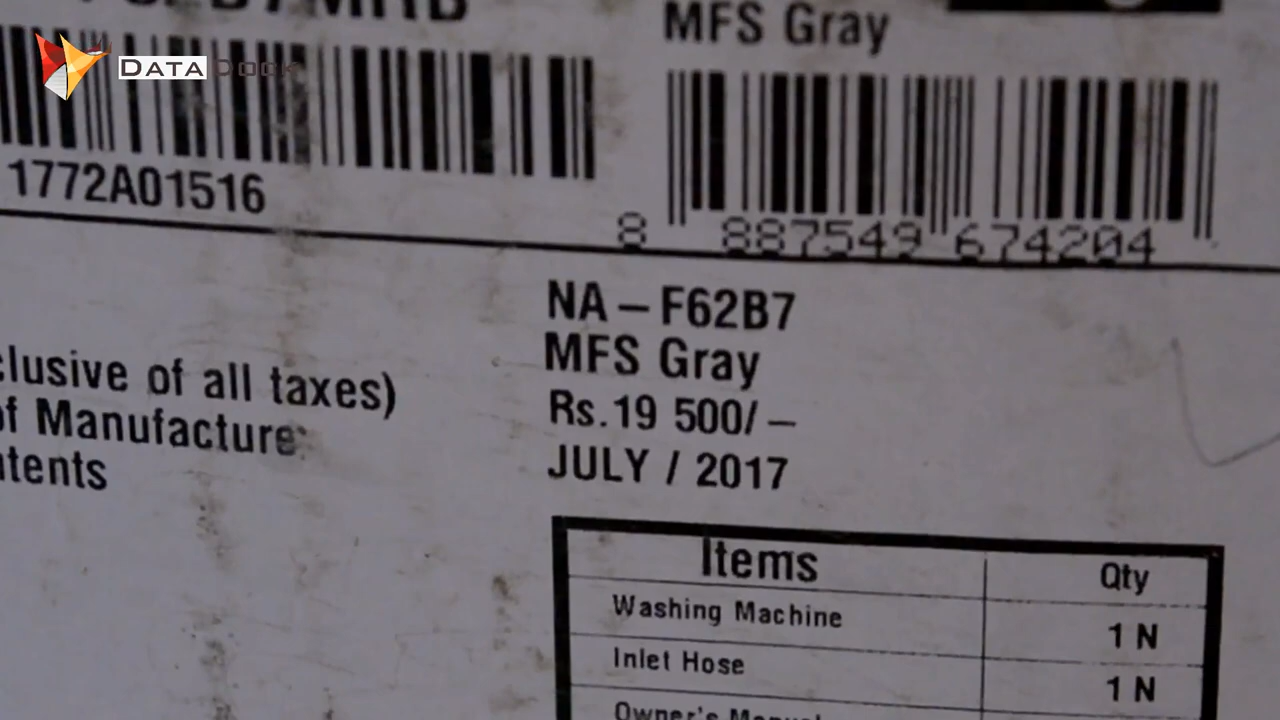 MFS Gray
DATA DOCK
1772A01516
8 887549 674204
NA – F62B7
MFS Gray
clusive of all taxes)
Rs. 19 500/ –
of Manufacture:
JULY / 2017
ntents
Items Qty
Washing Machine 1 N
Inlet Hose 1 N
Owner's Manual